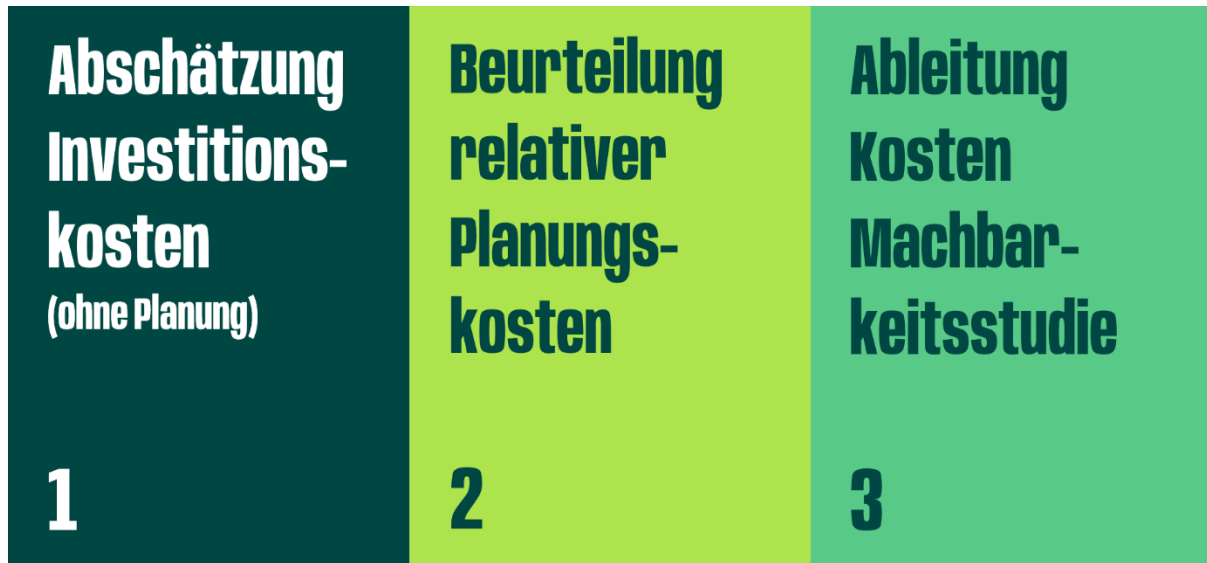 Abschätzung
Investitions-
kosten
(ohne Planung)
1
Beurteilung
relativer
Planungs-
kosten
2
Ableitung
Kosten
Machbar-
keitsstudie
3